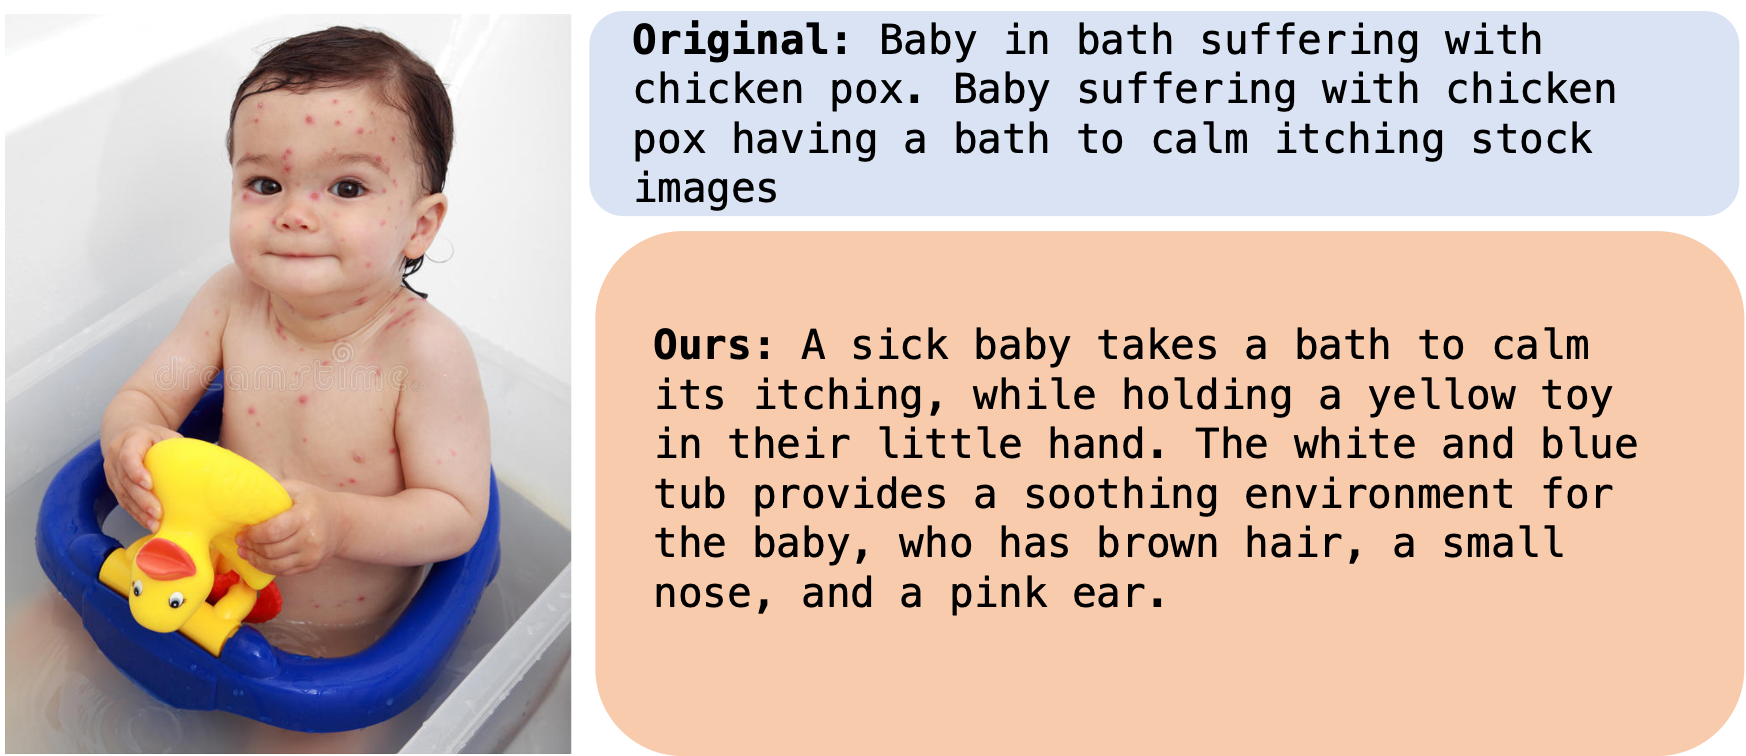 Original: Baby in bath suffering with
chicken pox. Baby suffering with chicken
pox having a bath to calm itching stock
images
dreamstime.
Ours: A sick baby takes a bath to calm
its itching, while holding a yellow toy
in their little hand. The white and blue
tub provides a soothing environment for
the baby, who has brown hair, a small
nose, and a pink ear.